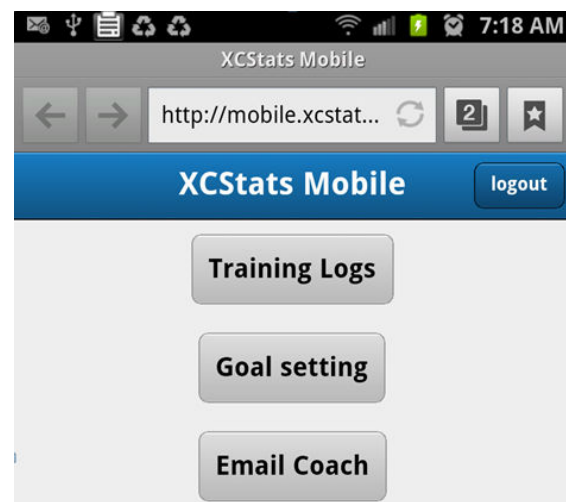 7:18 AM
XCStats Mobile
http://mobile.xcstat...
2
XCStats Mobile
logout
Training Logs
Goal setting
Email Coach